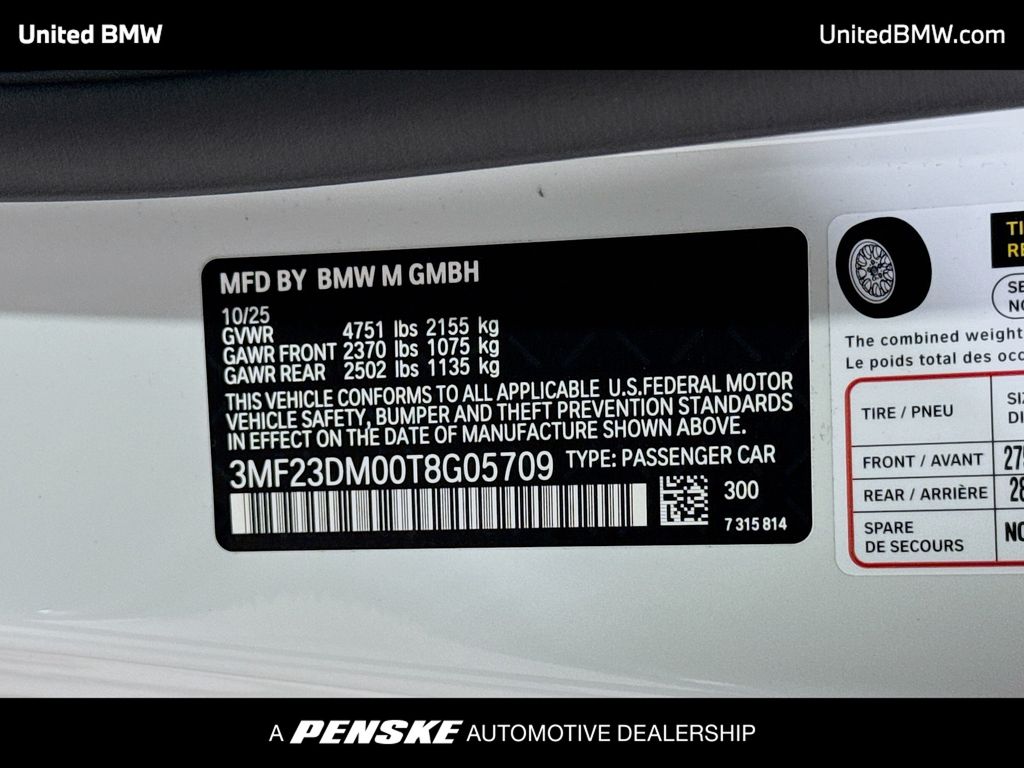 United BMW
UnitedBMW.com
MFD BY BMW M GMBH
10/25
GVWR 4751 lbs 2155 kg
GAWR FRONT 2370 lbs 1075 kg
GAWR REAR 2502 lbs 1135 kg
THIS VEHICLE CONFORMS TO ALL APPLICABLE U.S.FEDERAL MOTOR
VEHICLE SAFETY, BUMPER AND THEFT PREVENTION STANDARDS
IN EFFECT ON THE DATE OF MANUFACTURE SHOWN ABOVE.
3MF23DM00T8G05709 TYPE: PASSENGER CAR
300
7 315 814
The combined weight
Le poids total des
TIRE / PNEU
FRONT / AVANT
REAR / ARRIÈRE
SPARE
DE SECOURS
A PENSKE AUTOMOTIVE DEALERSHIP